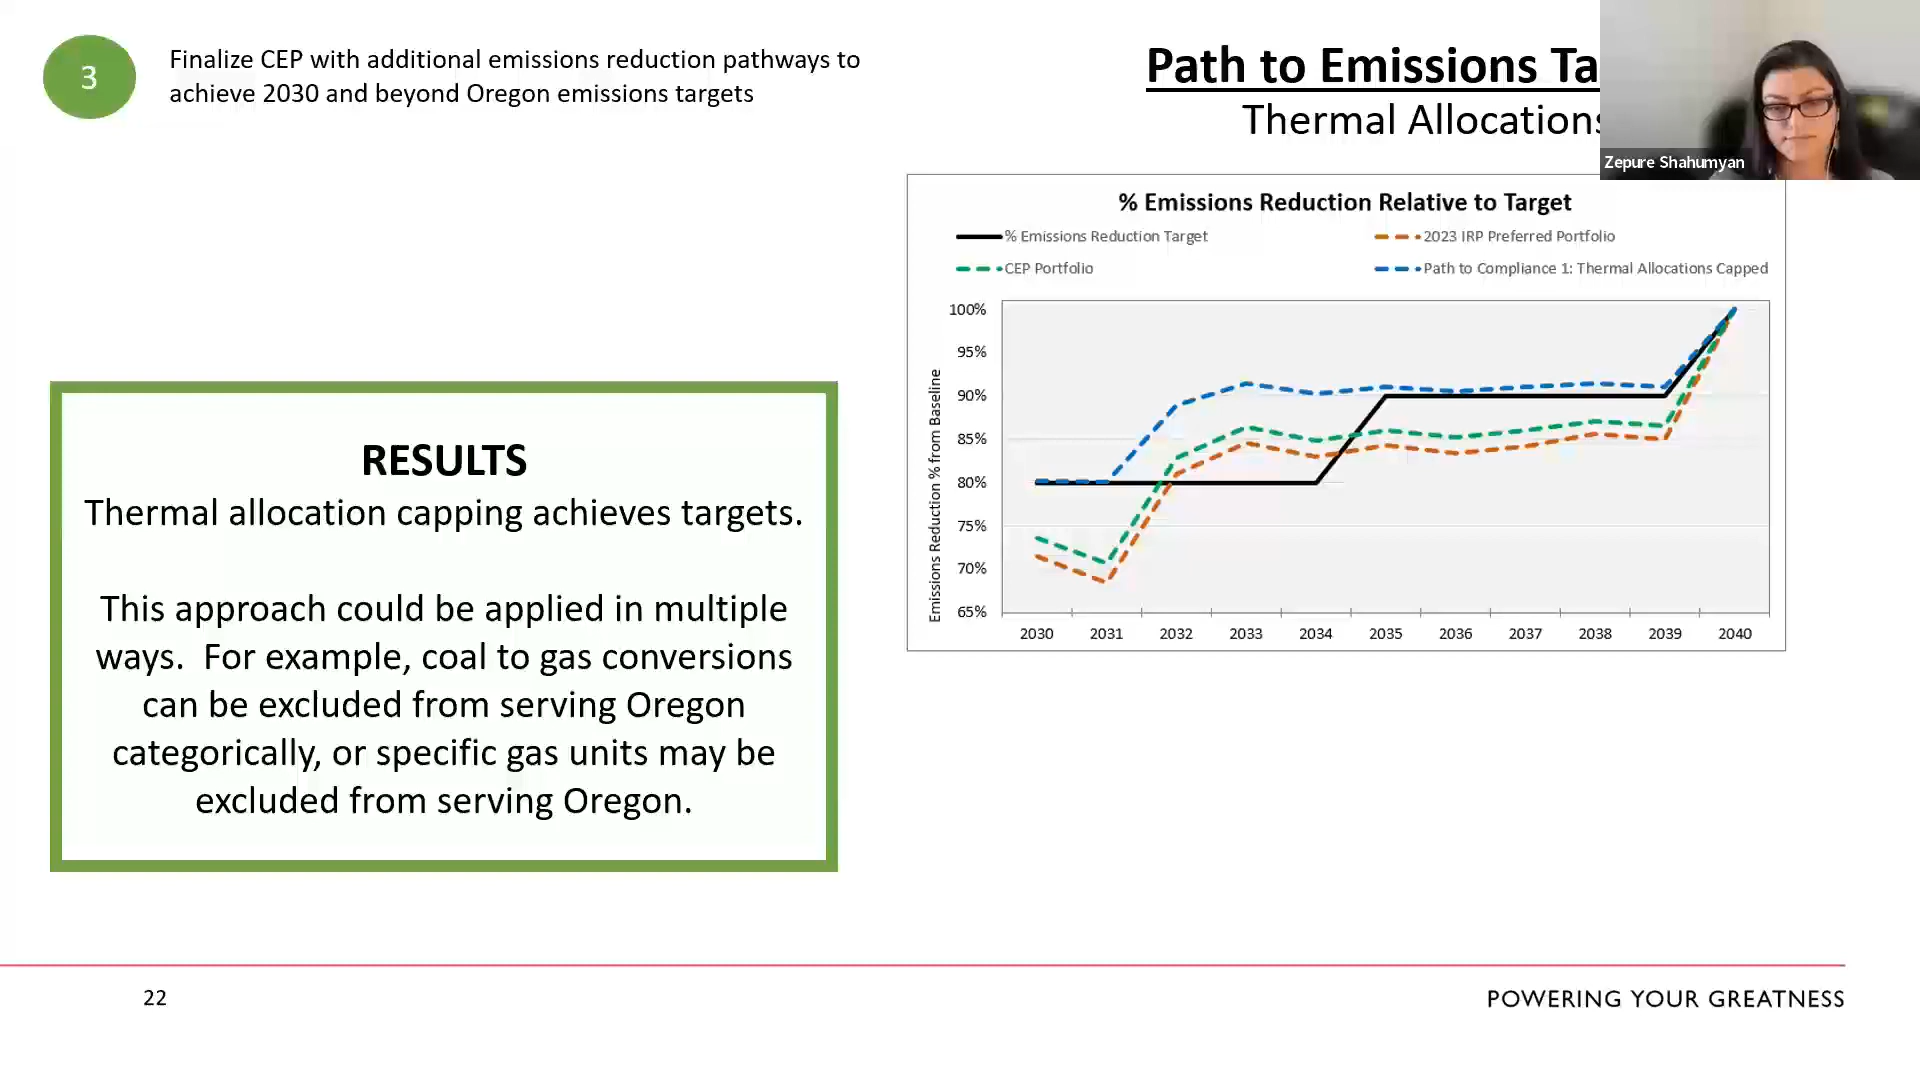 3
Finalize CEP with additional emissions reduction pathways to
achieve 2030 and beyond Oregon emissions targets
Path to Emissions Ta
Thermal Allocations
Zepure Shahumyan
% Emissions Reduction Relative to Target
% Emissions Reduction Target
2023 IRP Preferred Portfolio
CEP Portfolio
Path to Compliance 1: Thermal Allocations Capped
Emissions Reduction % from Baseline
100%
95%
90%
85%
80%
75%
70%
65%
2030 2031 2032 2033 2034 2035 2036 2037 2038 2039 2040
RESULTS
Thermal allocation capping achieves targets.
This approach could be applied in multiple
ways. For example, coal to gas conversions
can be excluded from serving Oregon
categorically, or specific gas units may be
excluded from serving Oregon.
22
POWERING YOUR GREATNESS